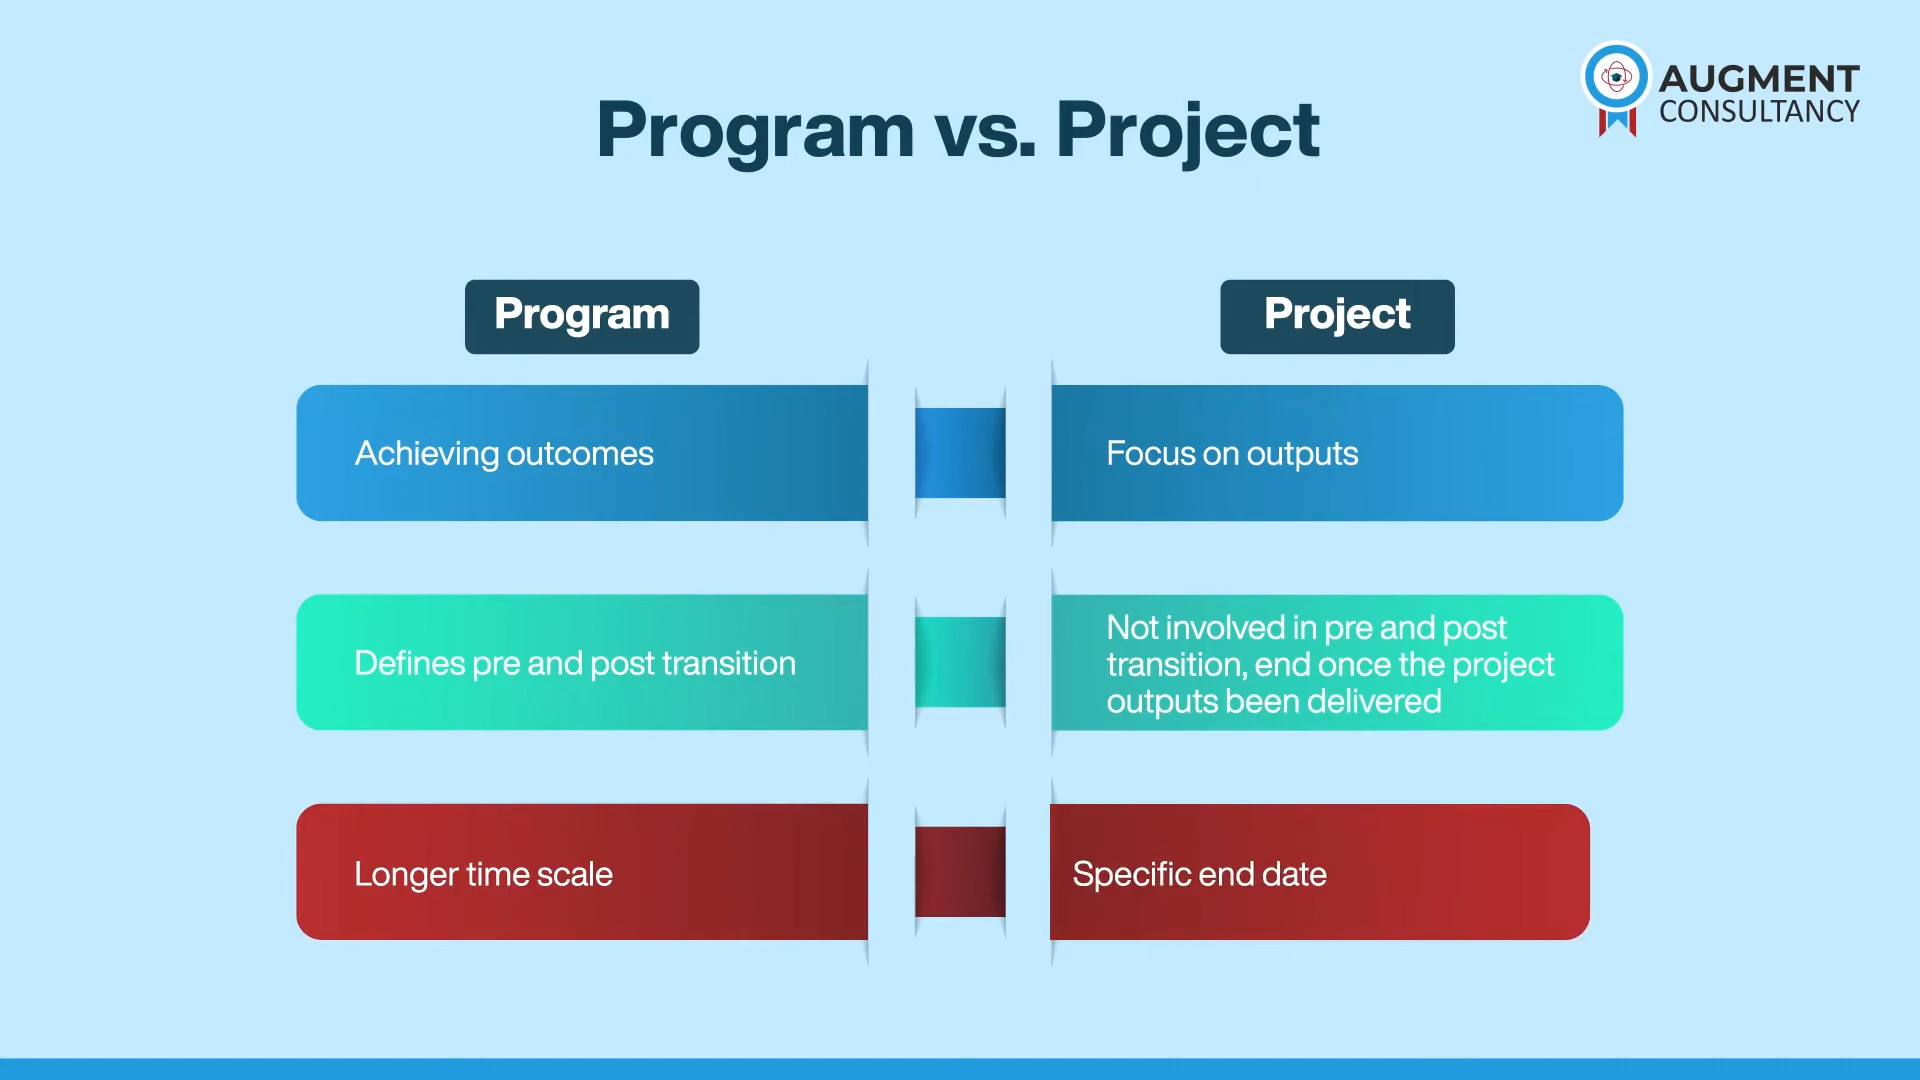 AUGMENT
CONSULTANCY
Program vs. Project
Program
Project
Achieving outcomes
Focus on outputs
Defines pre and post transition
Not involved in pre and post
transition, end once the project
outputs been delivered
Longer time scale
Specific end date